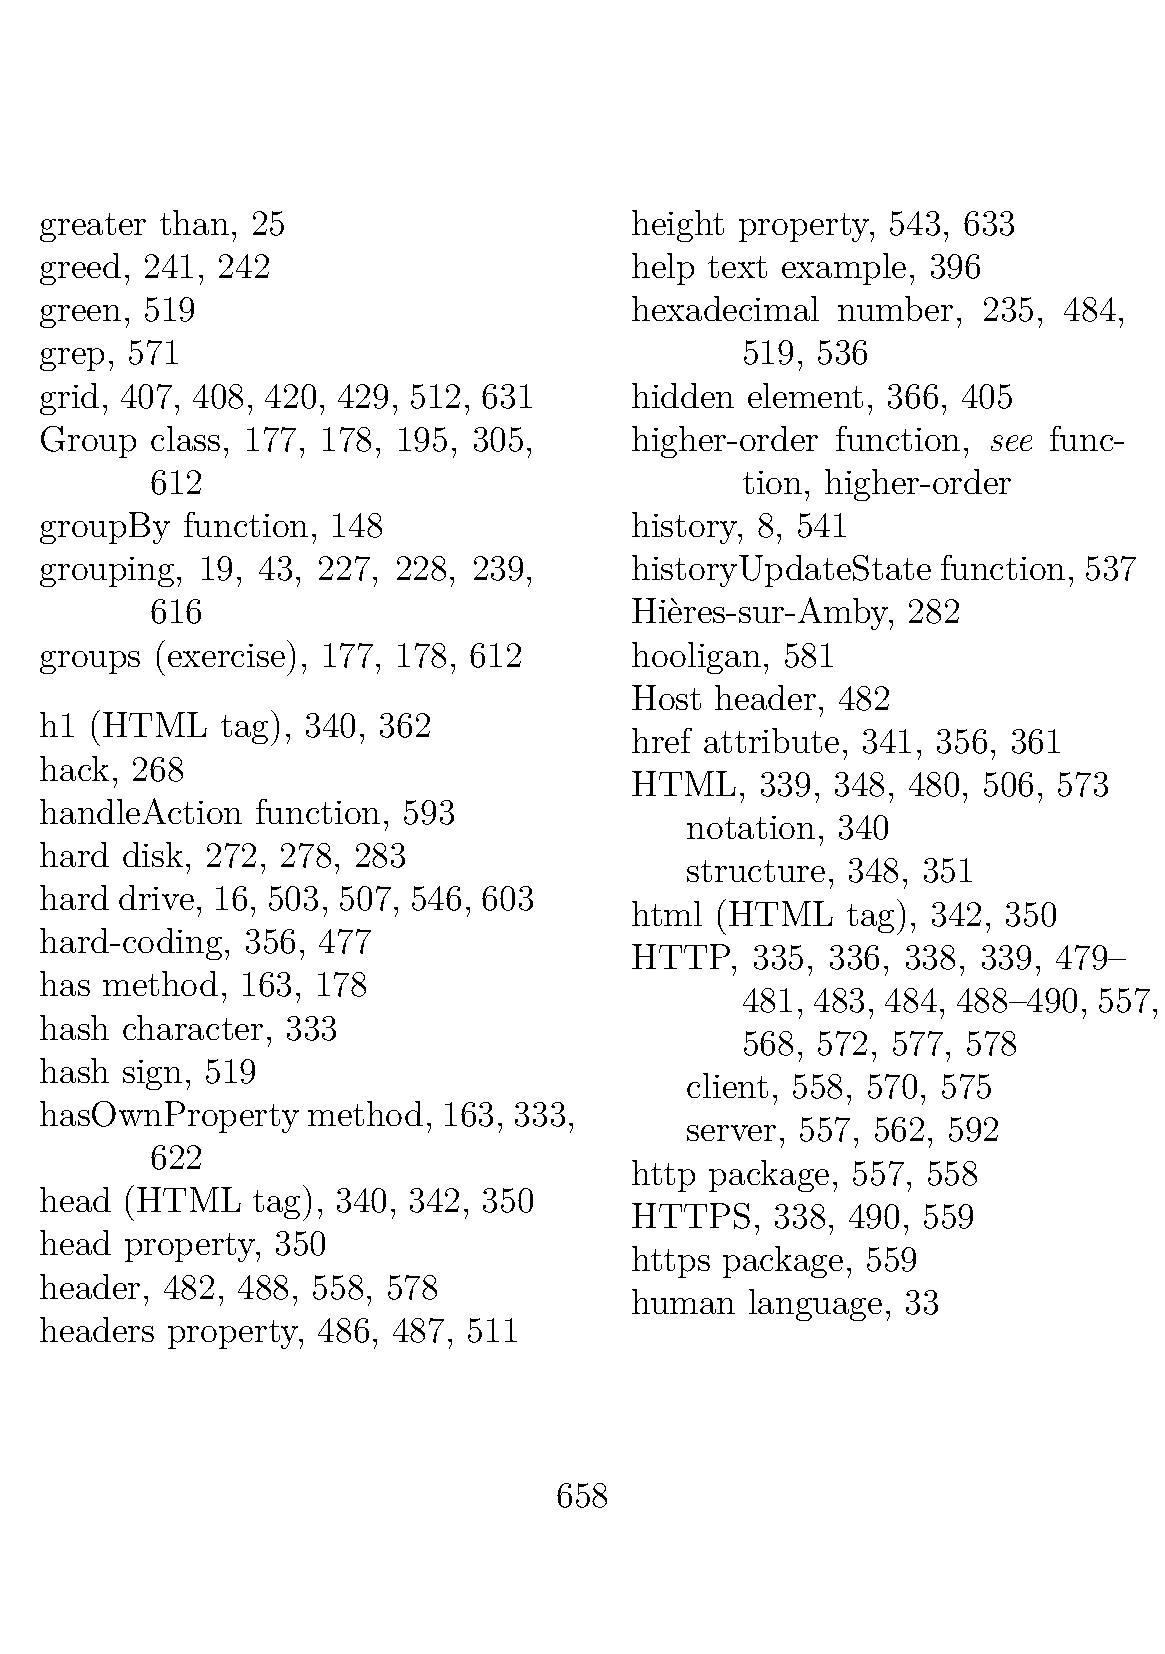 greater than, 25
greed, 241, 242
green, 519
grep, 571
grid, 407, 408, 420, 429, 512, 631
Group class, 177, 178, 195, 305,
612
groupBy function, 148
grouping, 19, 43, 227, 228, 239,
616
groups (exercise), 177, 178, 612
h1 (HTML tag), 340, 362
hack, 268
handleAction function, 593
hard disk, 272, 278, 283
hard drive, 16, 503, 507, 546, 603
hard-coding, 356, 477
has method, 163, 178
hash character, 333
hash sign, 519
hasOwnProperty method, 163, 333,
622
head (HTML tag), 340, 342, 350
head property, 350
header, 482, 488, 558, 578
headers property, 486, 487, 511
height property, 543, 633
help text example, 396
hexadecimal number, 235, 484,
519, 536
hidden element, 366, 405
higher-order function, see func-
tion, higher-order
history, 8, 541
historyUpdateState function, 537
Hières-sur-Amby, 282
hooligan, 581
Host header, 482
href attribute, 341, 356, 361
HTML, 339, 348, 480, 506, 573
notation, 340
structure, 348, 351
html (HTML tag), 342, 350
HTTP, 335, 336, 338, 339, 479–
481, 483, 484, 488–490, 557,
568, 572, 577, 578
client, 558, 570, 575
server, 557, 562, 592
http package, 557, 558
HTTPS, 338, 490, 559
https package, 559
human language, 33
658